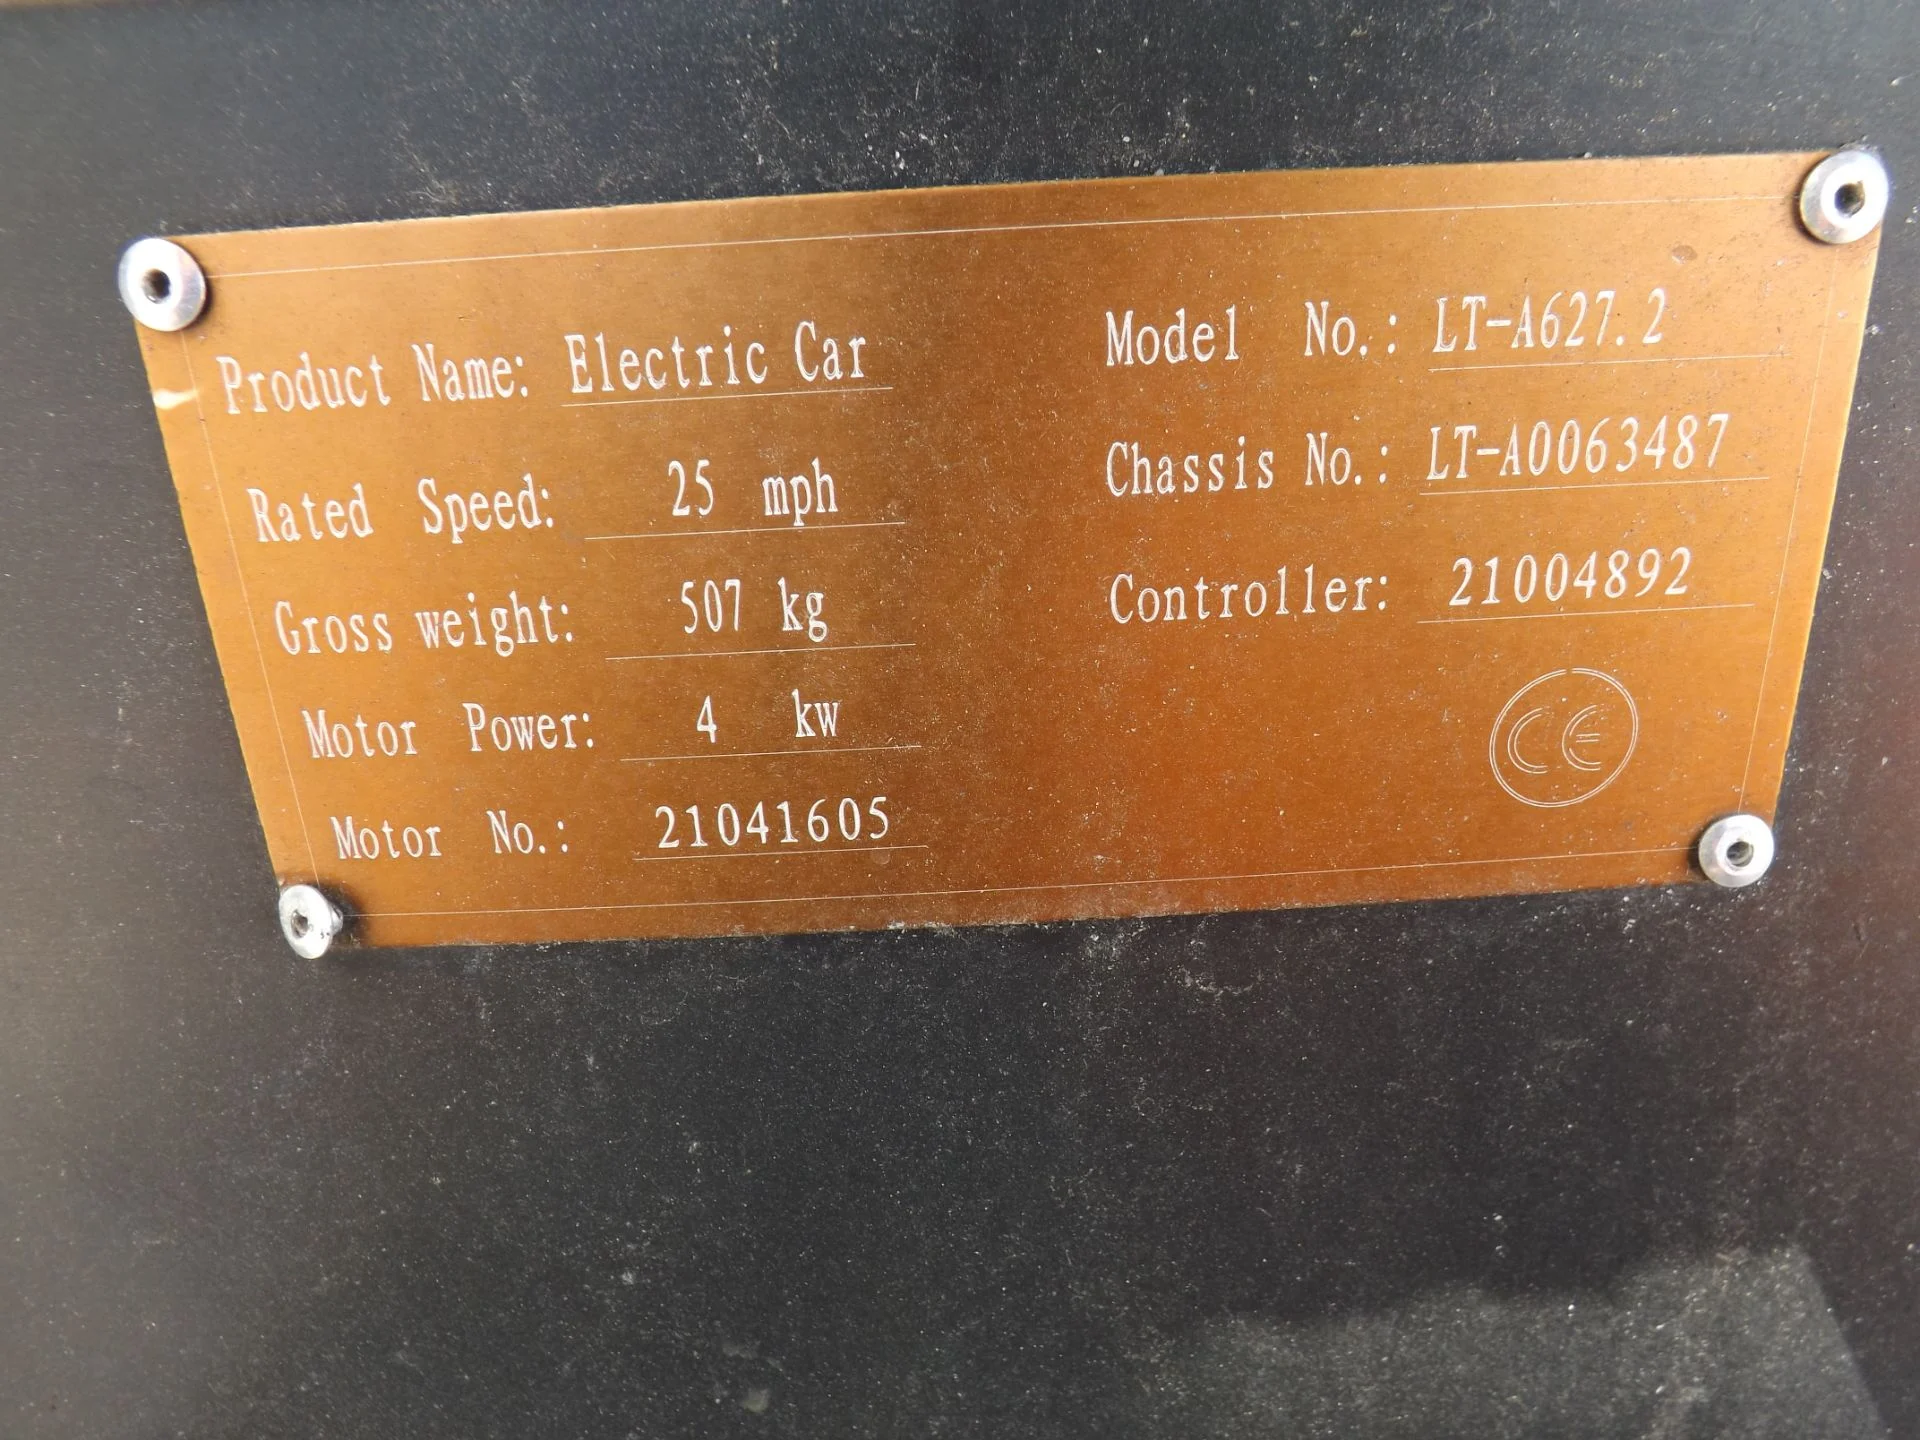 Product Name: Electric Car
Rated Speed: 25 mph
Gross weight: 507 kg
Motor Power: 4 kw
Motor No.: 21041605
Model No.: LT-A627.2
Chassis No.: LT-A0063487
Controller: 21004892
CE